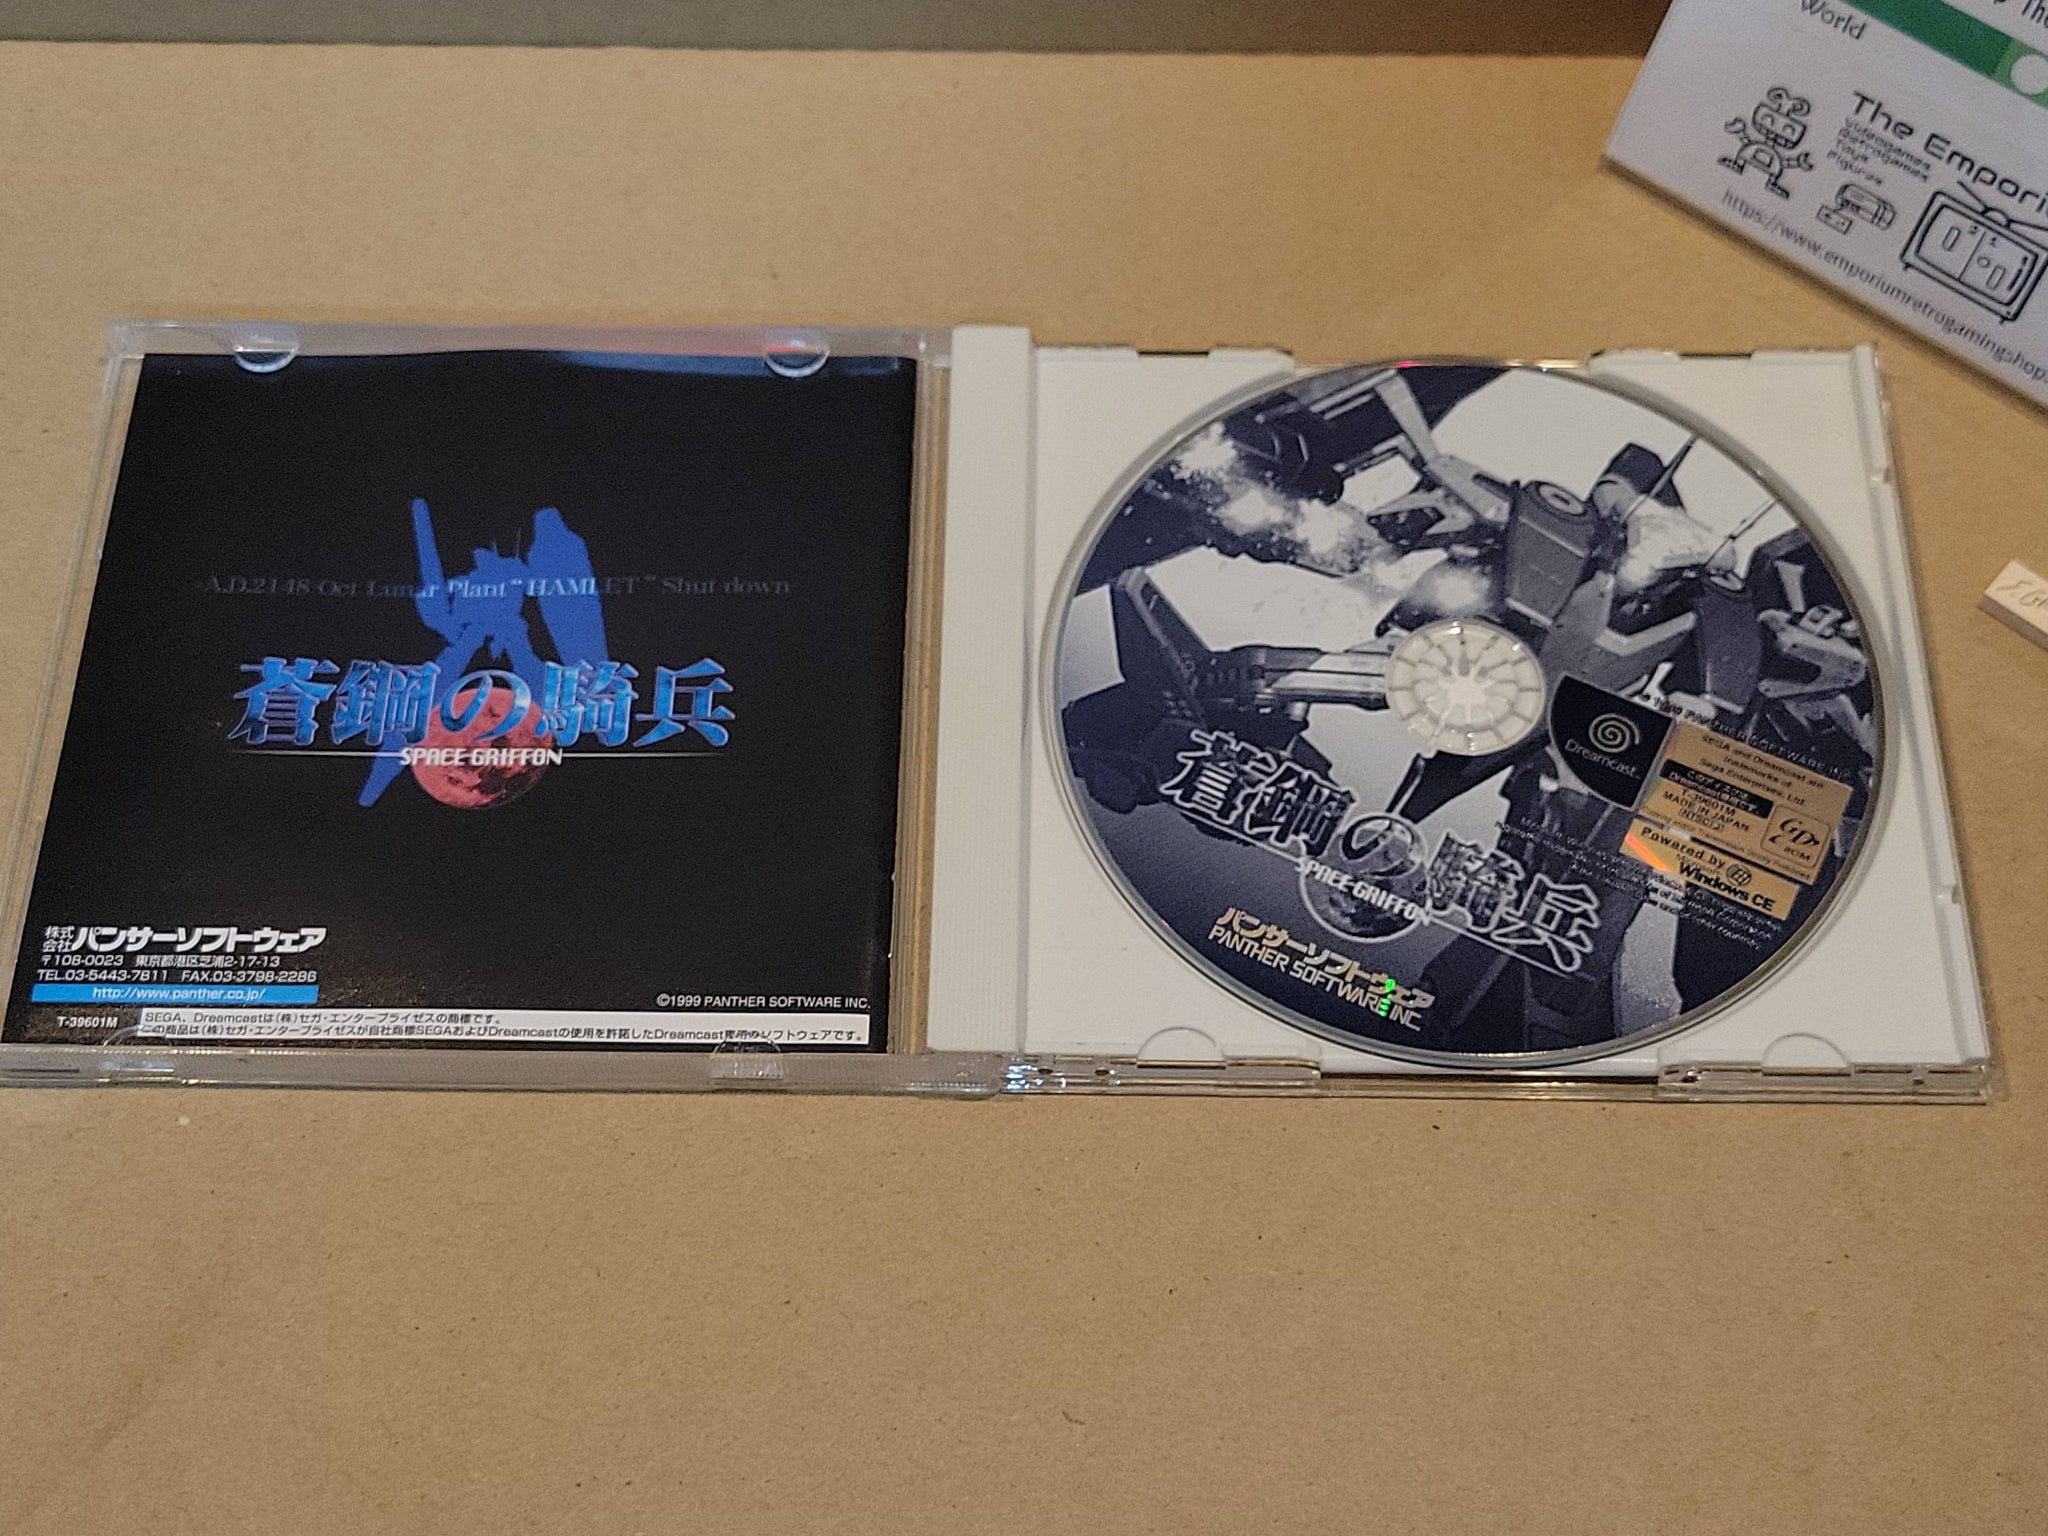 A.D.2148 Oct Lunar Plant "HAMLET" Shut down
蒼鋼の騎兵
SPACE GRIFFON
株式会社パンサーソフトウェア
〒108-0023 東京都港区芝浦2-17-13
TEL.03-5443-7811 FAX.03-3798-2286
http://www.panther.co.jp/
©1999 PANTHER SOFTWARE INC.
T-39601M
SEGA、Dreamcastは(株)セガ・エンタープライゼスの商標です。
この商品は(株)セガ・エンタープライゼスが自社商標SEGAおよびDreamcastの使用を許諾したDreamcast専用のソフトウェアです。
Dreamcast
SEGA and Dreamcast are
trademarks of
Sega Enterprises, Ltd.
T-39601M
MADE IN JAPAN
NTSC(J)
GD
ROM
Powered by
Microsoft
Windows CE
蒼鋼の騎兵
SPACE GRIFFON
パンサーソフトウェア
PANTHER SOFTWARE INC.
World
The
The Empori
Videogames
Retrogames
Toys
Figures
https://www.emporiumretrogamingshop.